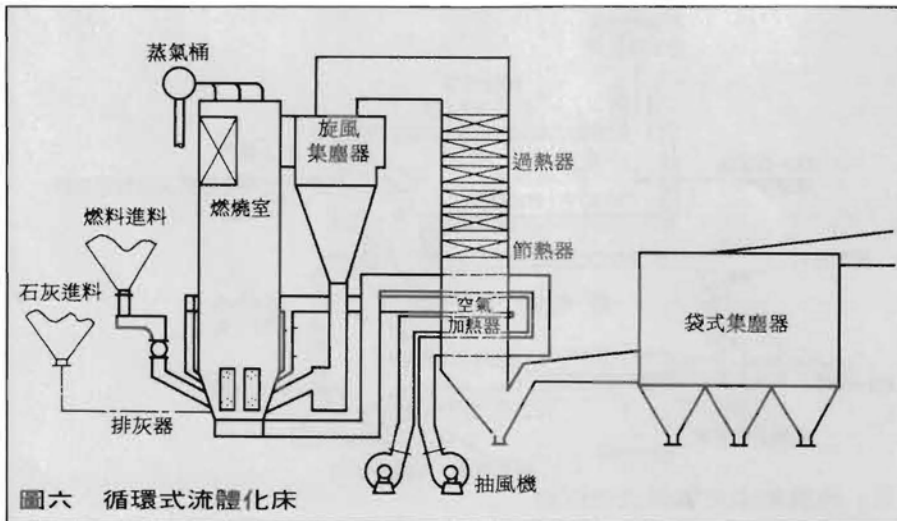 蒸氣桶
旋風
集塵器
過熱器
燃燒室
燃料進料
節熱器
石灰進料
空氣
加熱器
袋式集塵器
排灰器
抽風機
圖六 循環式流體化床